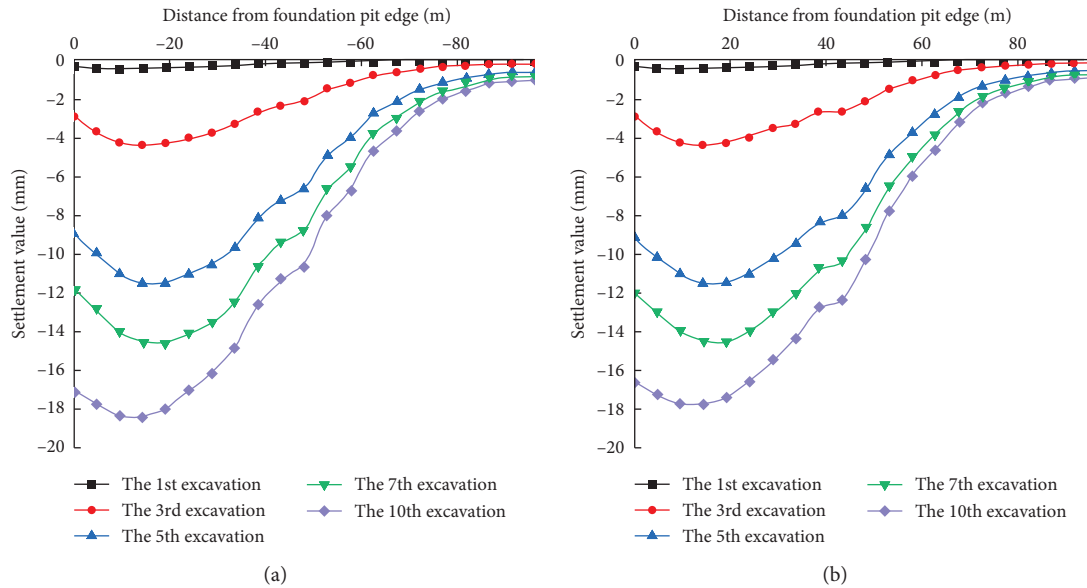 Distance from foundation pit edge (m)
0 −20 −40 −60 −80
0
−2
−4
−6
−8
−10
−12
−14
−16
−18
−20
Settlement value (mm)
The 1st excavation
The 3rd excavation
The 5th excavation
The 7th excavation
The 10th excavation
(a)
Distance from foundation pit edge (m)
0 20 40 60 80
0
−2
−4
−6
−8
−10
−12
−14
−16
−18
−20
Settlement value (mm)
The 1st excavation
The 3rd excavation
The 5th excavation
The 7th excavation
The 10th excavation
(b)